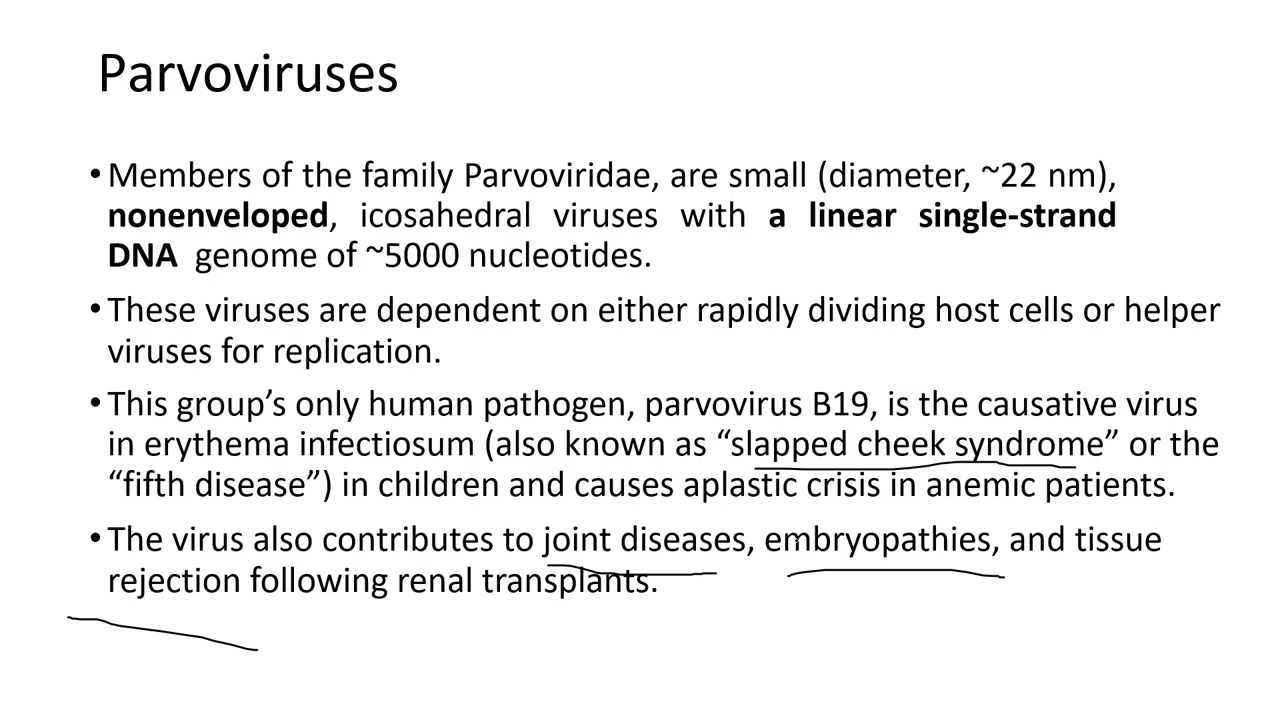 Parvoviruses
• Members of the family Parvoviridae, are small (diameter, ~22 nm),
nonenveloped, icosahedral viruses with a linear single-strand
DNA genome of ~5000 nucleotides.
• These viruses are dependent on either rapidly dividing host cells or helper
viruses for replication.
• This group’s only human pathogen, parvovirus B19, is the causative virus
in erythema infectiosum (also known as “slapped cheek syndrome” or the
“fifth disease”) in children and causes aplastic crisis in anemic patients.
• The virus also contributes to joint diseases, embryopathies, and tissue
rejection following renal transplants.